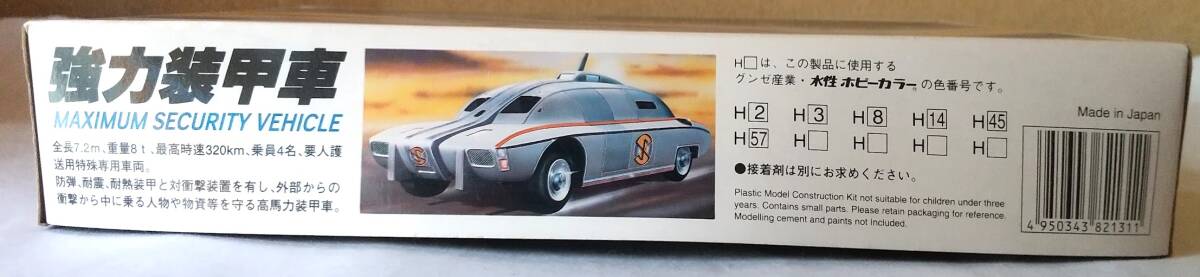 強力装甲車
MAXIMUM SECURITY VEHICLE
全長7.2m、重量8t、最高時速320km、乗員4名、要人護
送用特殊専用車両。
防弾、耐震、耐熱装甲と対衝撃装置を有し、外部からの
衝撃から中に乗る人物や物資等を守る高馬力装甲車。
S
H□は、この製品に使用する
グンゼ産業・水性ホビーカラー®の色番号です。
H2 H3 H8 H14 H45
H57 H□ H□ H□ H□
●接着剤は別にお求めください。
Plastic Model Construction Kit not suitable for children under three
years. Contains small parts. Please retain packaging for reference.
Modelling cement and paints not Included.
Made in Japan
4 950343 821311